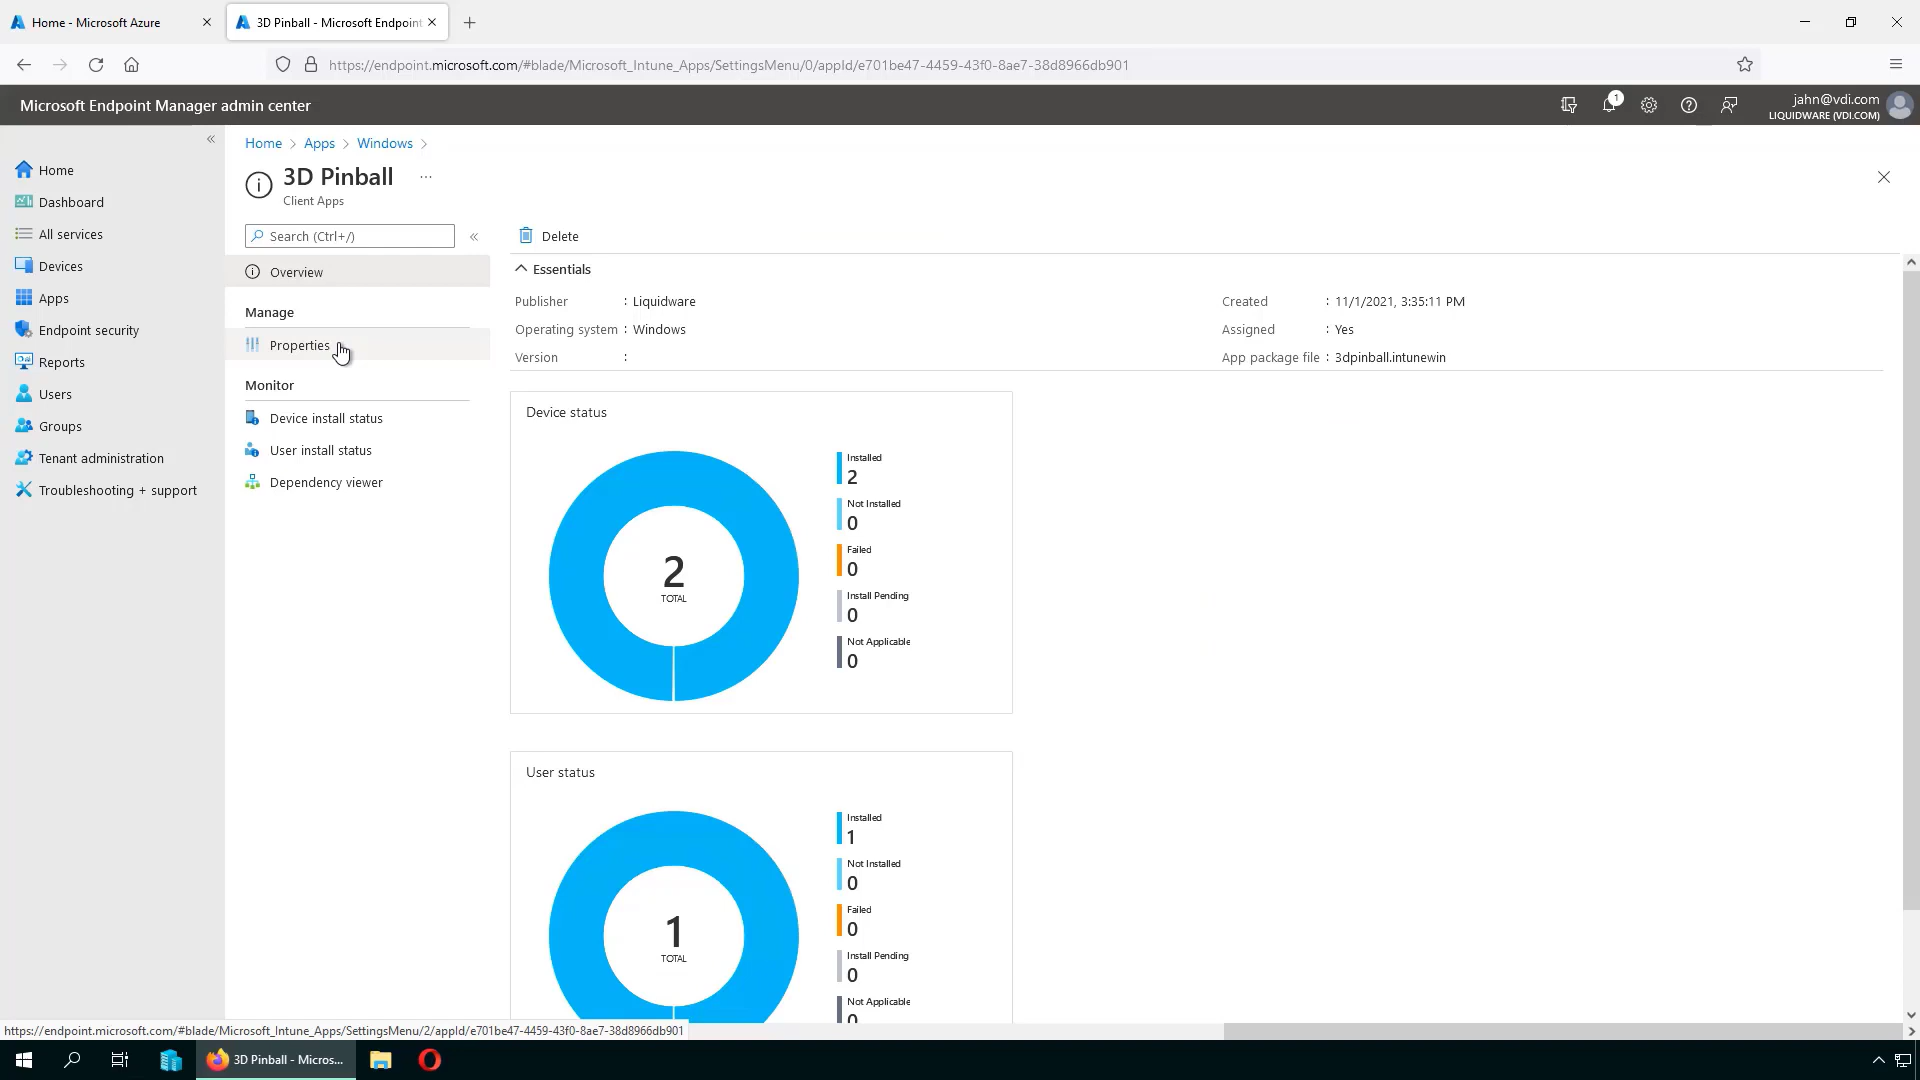 Home - Microsoft Azure
3D Pinball - Microsoft Endpoint
https://endpoint.microsoft.com/#blade/Microsoft_Intune_Apps/SettingsMenu/0/appId/e701be47-4459-43f0-8ae7-38d8966db901
Microsoft Endpoint Manager admin center
1
jahn@vdi.com
LIQUIDWARE (VDI.COM)
Home
Dashboard
All services
Devices
Apps
Endpoint security
Reports
Users
Groups
Tenant administration
Troubleshooting + support
Home > Apps > Windows >
3D Pinball ...
Client Apps
Search (Ctrl+/)
Overview
Manage
Properties
Monitor
Device install status
User install status
Dependency viewer
Delete
Essentials
Publisher : Liquidware
Operating system : Windows
Version :
Created : 11/1/2021, 3:35:11 PM
Assigned : Yes
App package file : 3dpinball.intunewin
Device status
2
TOTAL
Installed
2
Not Installed
0
Failed
0
Install Pending
0
Not Applicable
0
User status
1
TOTAL
Installed
1
Not Installed
0
Failed
0
Install Pending
0
Not Applicable
0
https://endpoint.microsoft.com/#blade/Microsoft_Intune_Apps/SettingsMenu/2/appId/e701be47-4459-43f0-8ae7-38d8966db901
3D Pinball - Micros...